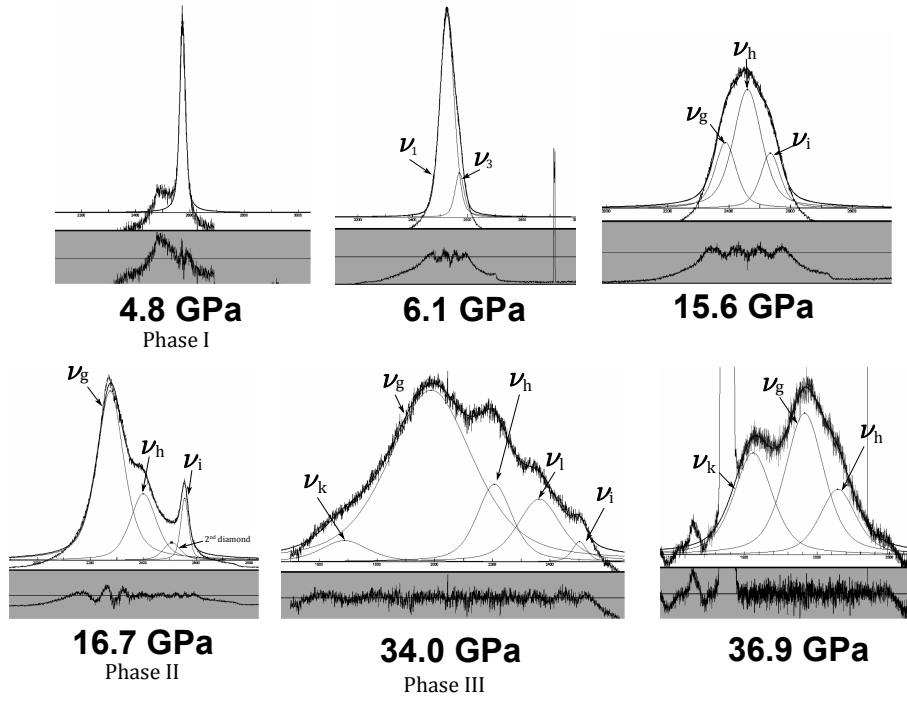 ν₁
ν₃
νg
νh
νi
4.8 GPa
Phase I
6.1 GPa
15.6 GPa
νg
νh
νi
2nd diamond
νk
νg
νh
νl
νi
νk
νg
νh
16.7 GPa
Phase II
34.0 GPa
Phase III
36.9 GPa